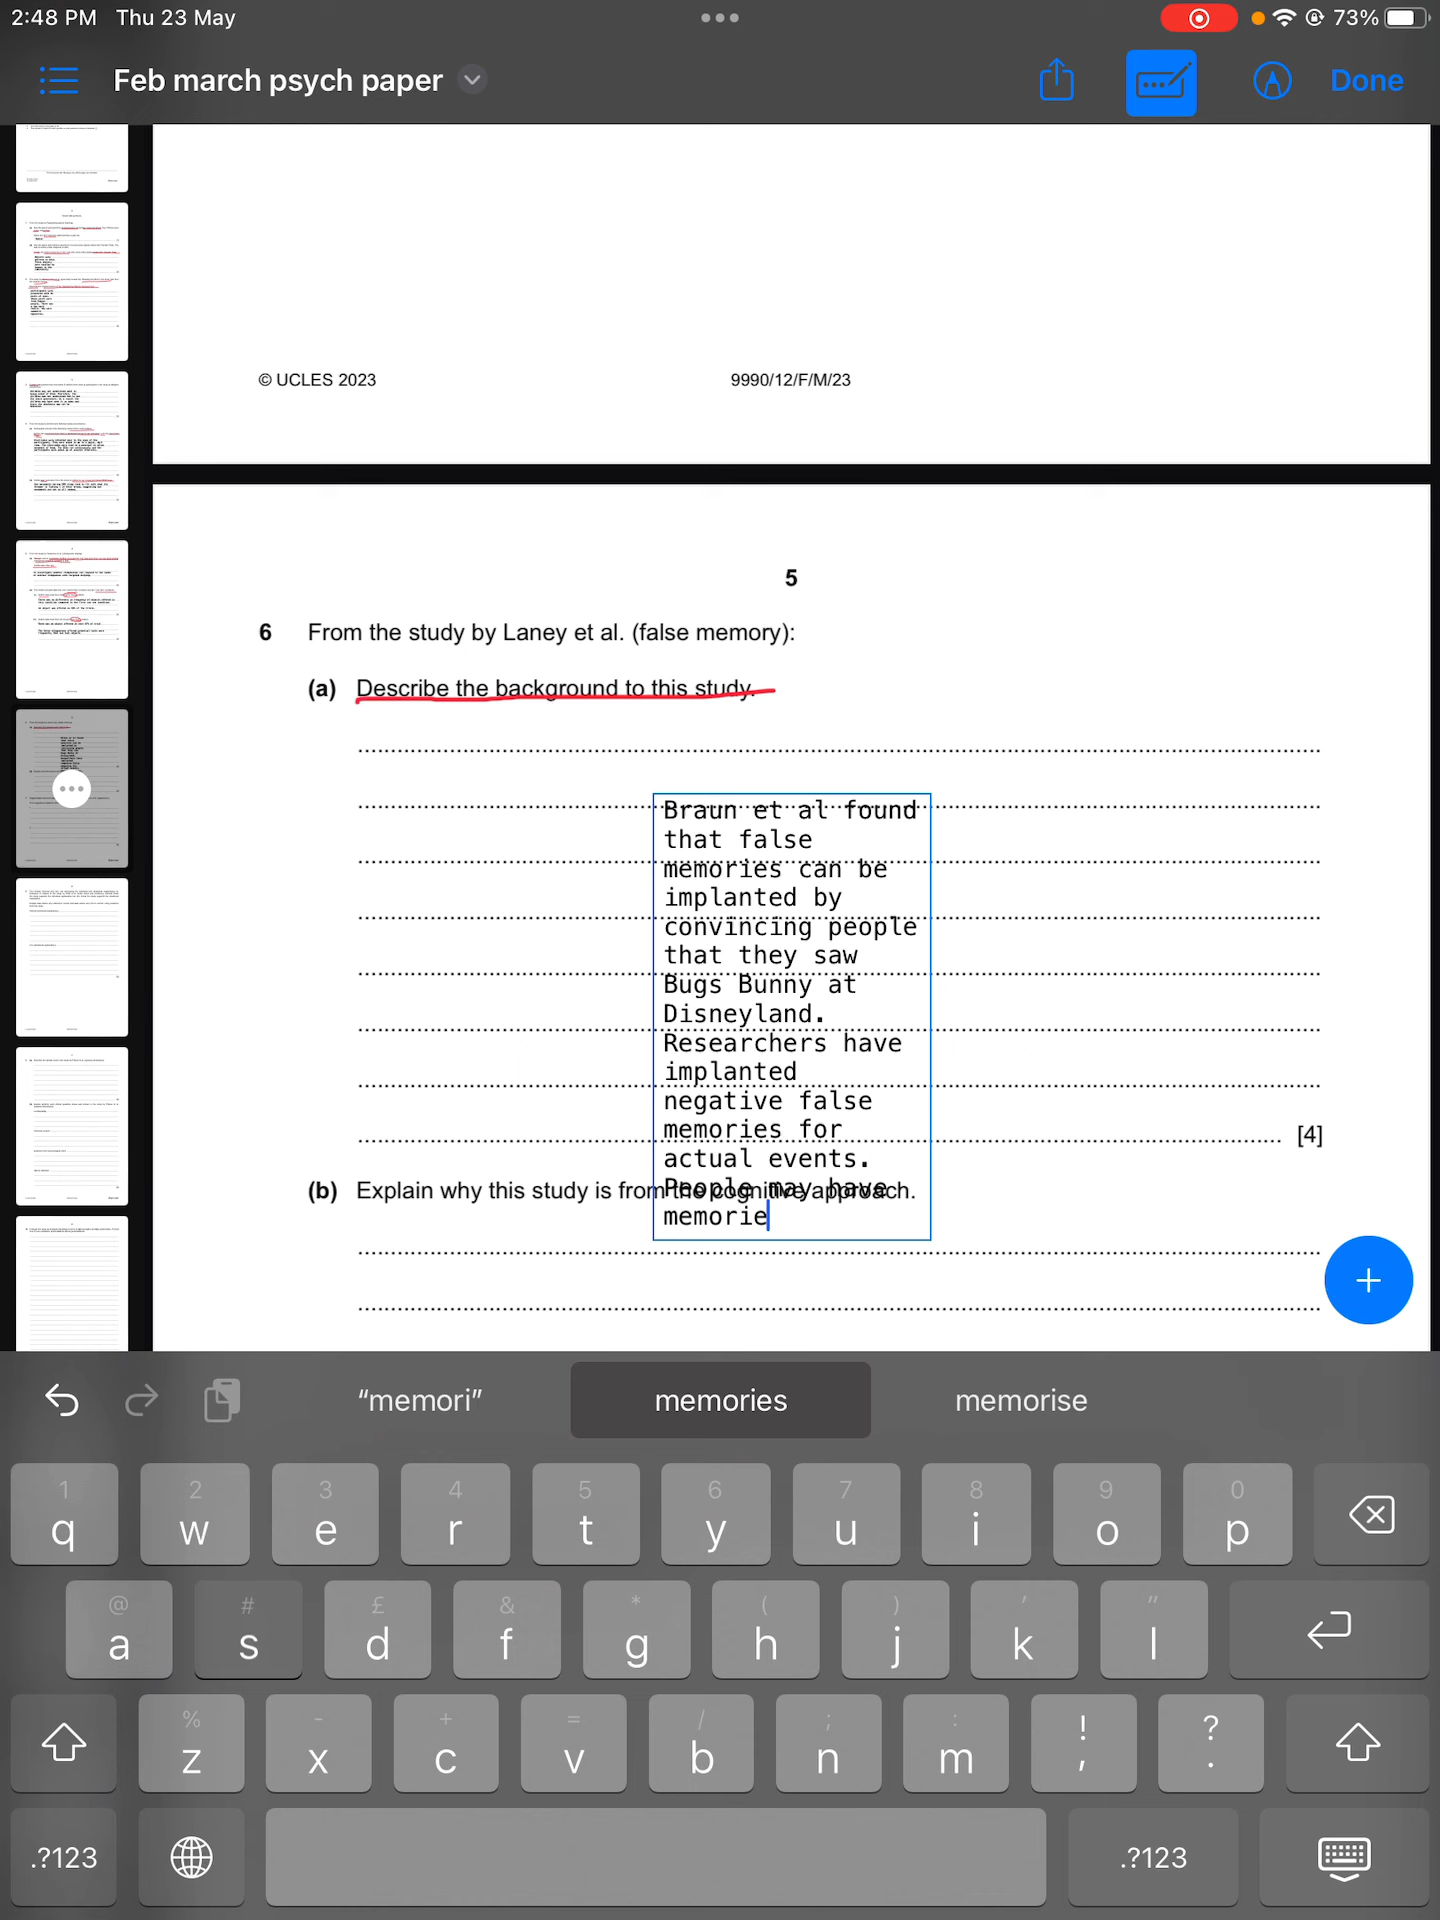 2:48 PM Thu 23 May
73%
Feb march psych paper
Done
© UCLES 2023
9990/12/F/M/23
5
6 From the study by Laney et al. (false memory):
(a) Describe the background to this study.
Braun et al found
that false
memories can be
implanted by
convincing people
that they saw
Bugs Bunny at
Disneyland.
Researchers have
implanted
negative false
memories for
actual events.
People may have
memorie
[4]
(b) Explain why this study is from the cognitive approach.
“memori” memories memorise
1 2 3 4 5 6 7 8 9 0
q w e r t y u i o p
@ # £ & * ( ) ' "
a s d f g h j k l
% - + = / ; : ! ?
z x c v b n m , .
.?123 .?123